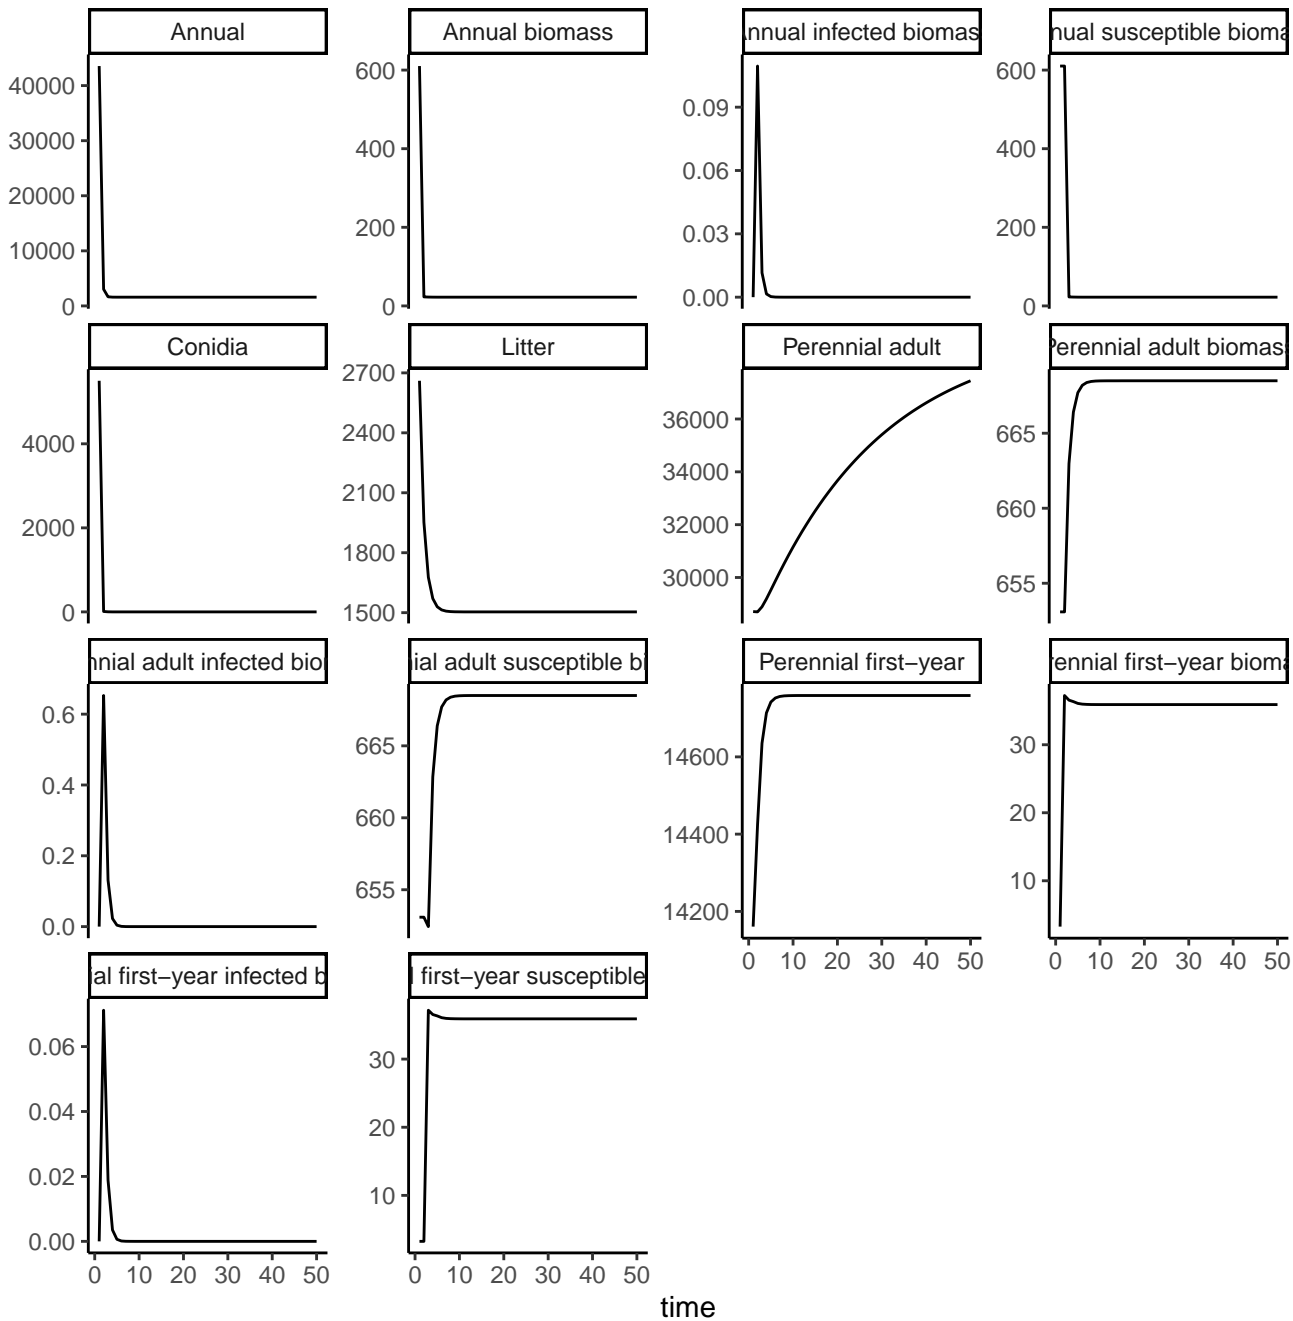 Annual
Annual biomass
nnual infected biomas
nual susceptible bioma
40000
30000
20000
10000
0
600
400
200
0
0.09
0.06
0.03
0.00
600
400
200
0
Conidia
Litter
Perennial adult
Perennial adult biomas
4000
2000
0
2700
2400
2100
1800
1500
36000
34000
32000
30000
665
660
655
nnial adult infected bio
ial adult susceptible bi
Perennial first−year
rennial first−year bioma
0.6
0.4
0.2
0.0
665
660
655
14600
14400
14200
30
20
10
0 10 20 30 40 50
0 10 20 30 40 50
ial first−year infected b
l first−year susceptible
0.06
0.04
0.02
0.00
30
20
10
0 10 20 30 40 50
0 10 20 30 40 50
time